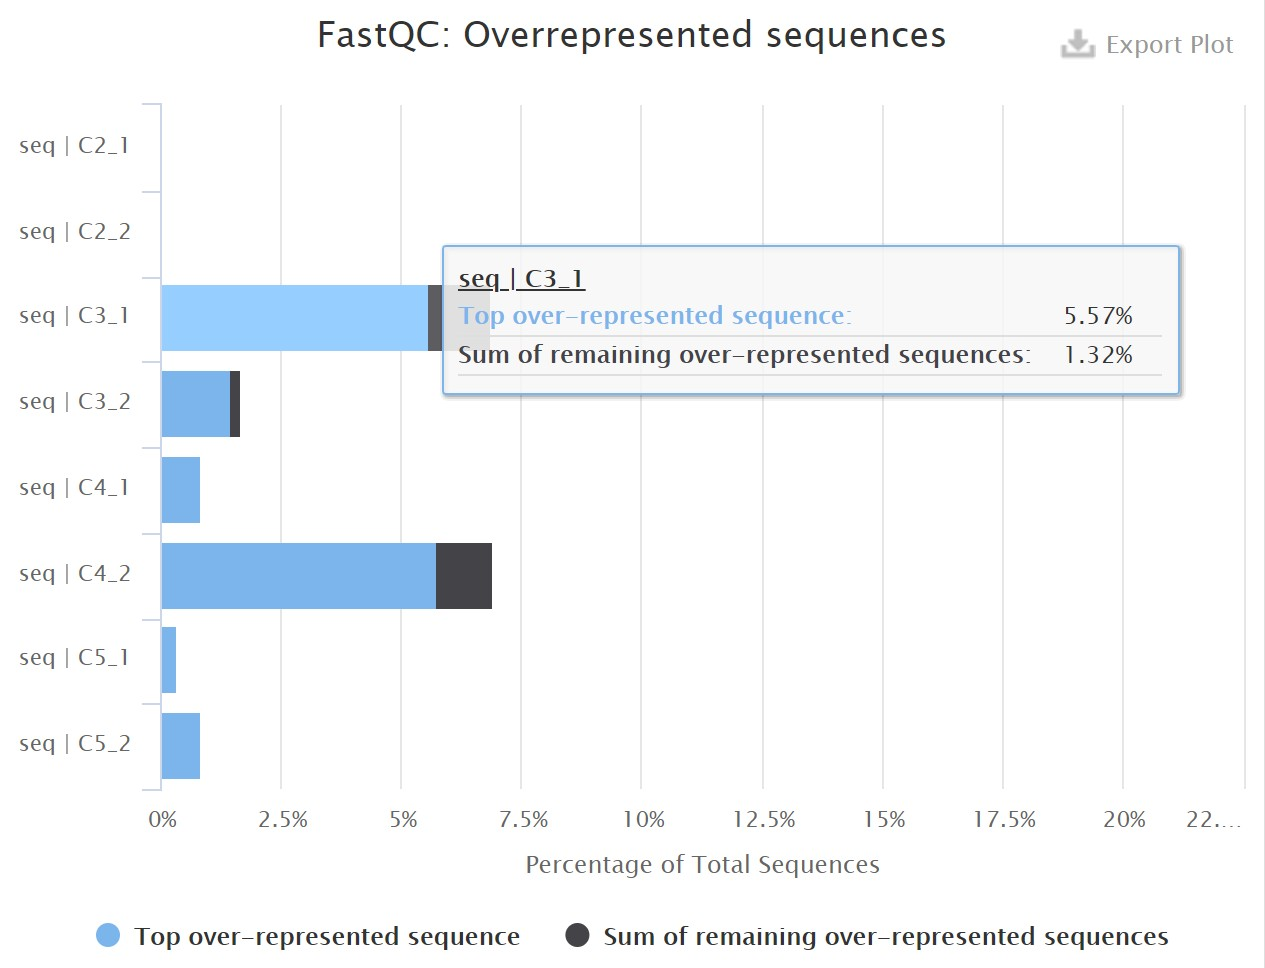 FastQC: Overrepresented sequences
Export Plot
seq | C2_1
seq | C2_2
seq | C3_1
seq | C3_2
seq | C4_1
seq | C4_2
seq | C5_1
seq | C5_2
seq | C3_1
Top over-represented sequence: 5.57%
Sum of remaining over-represented sequences: 1.32%
0% 2.5% 5% 7.5% 10% 12.5% 15% 17.5% 20% 22....
Percentage of Total Sequences
Top over-represented sequence Sum of remaining over-represented sequences